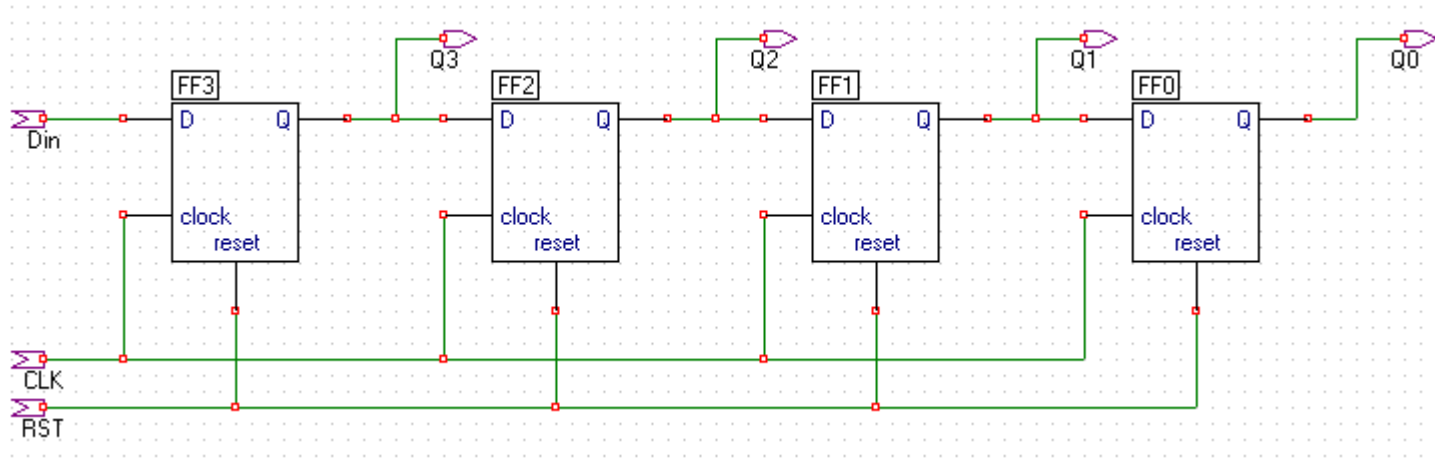 Q3 Q2 Q1 Q0
FF3 FF2 FF1 FF0
D Q D Q D Q D Q
Din
clock clock clock clock
reset reset reset reset
CLK
RST